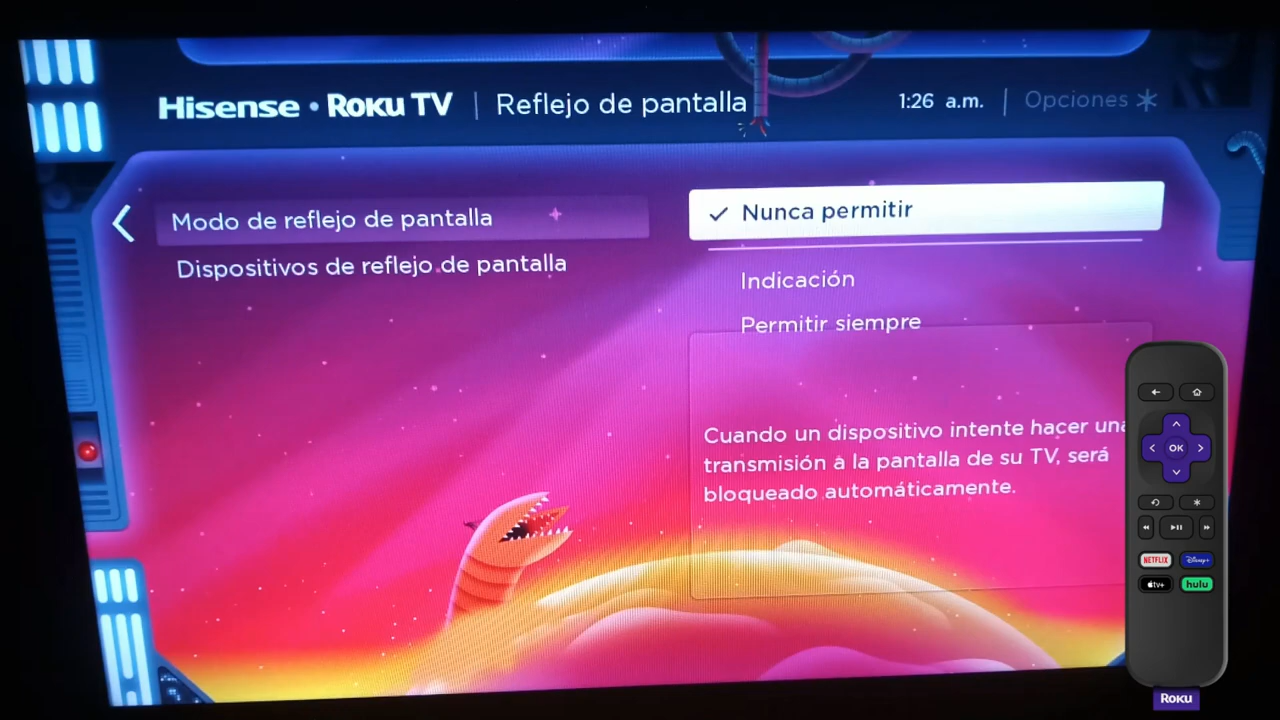 Hisense • Roku TV | Reflejo de pantalla
1:26 a.m. | Opciones
Modo de reflejo de pantalla
Dispositivos de reflejo de pantalla
Nunca permitir
Indicación
Permitir siempre
Cuando un dispositivo intente hacer una
transmisión a la pantalla de su TV, será
bloqueado automáticamente.
OK
NETFLIX
Disney+
tv+
hulu
Roku